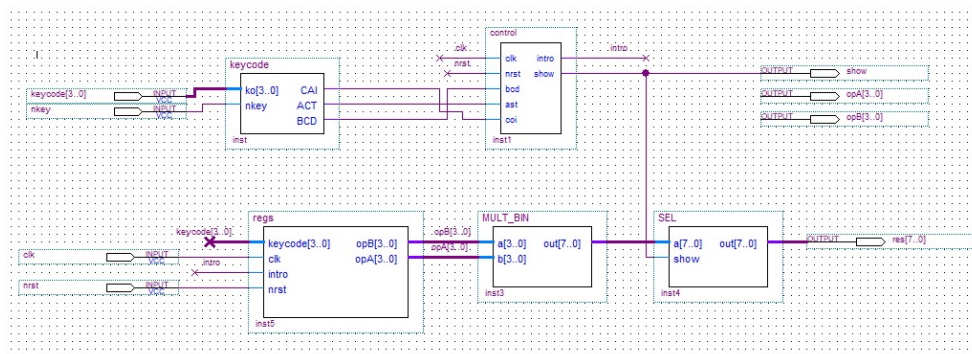 control
clk
clk intro
intro
nrst
nrst show
bcd
ast
coi
inst1
keycode
ko[3..0] CAI
nkey ACT
BCD
inst
keycode[3..0] INPUT
VCC
nkey INPUT
VCC
OUTPUT show
OUTPUT opA[3..0]
OUTPUT opB[3..0]
regs
keycode[3..0]
keycode[3..0] opB[3..0]
clk opA[3..0]
intro
nrst
inst5
opB[3..0]
opA[3..0]
clk INPUT
VCC
intro
nrst INPUT
VCC
MULT_BIN
a[3..0] out[7..0]
b[3..0]
inst3
SEL
a[7..0] out[7..0]
show
inst4
OUTPUT res[7..0]